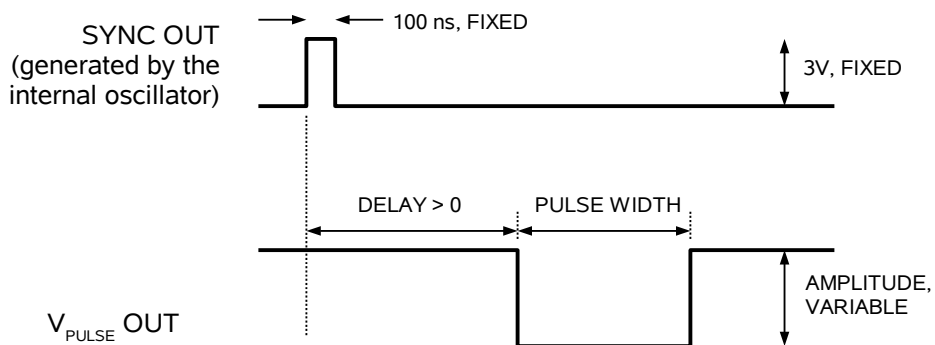 100 ns, FIXED
SYNC OUT
(generated by the
internal oscillator)
3V, FIXED
DELAY > 0
PULSE WIDTH
AMPLITUDE,
VARIABLE
VPULSE OUT